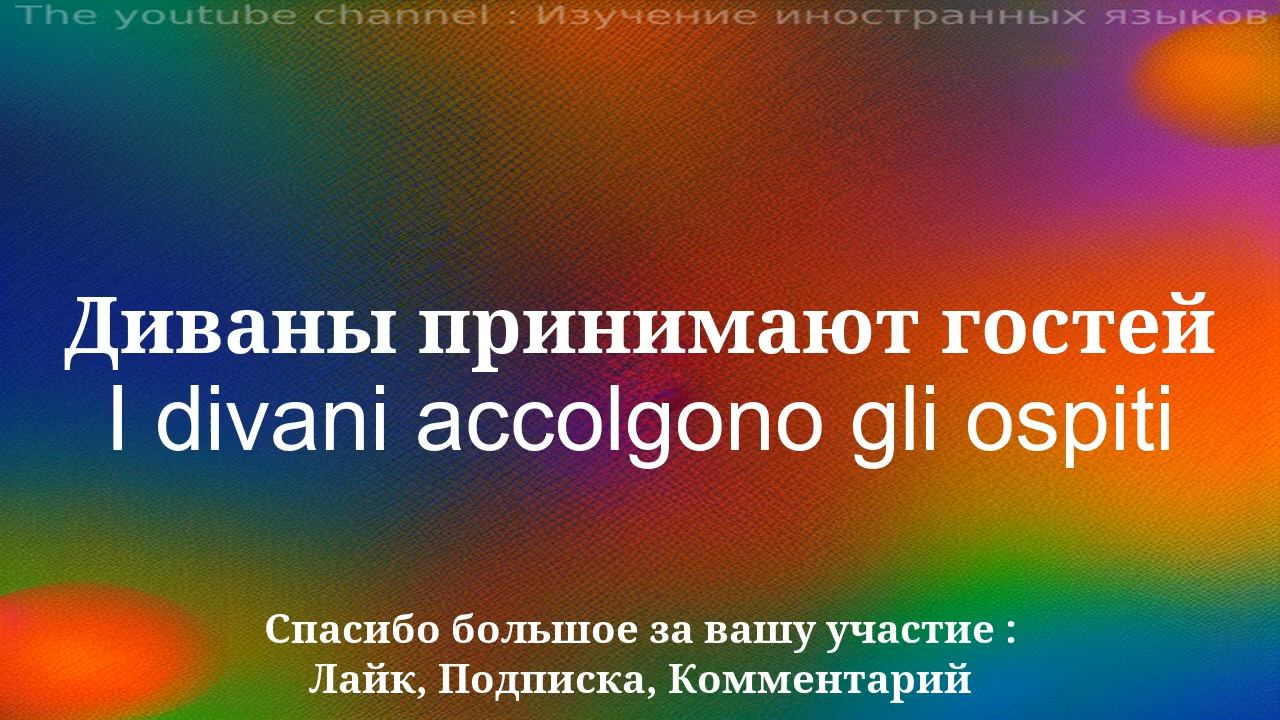 The youtube channel : Изучение иностранных языков
Диваны принимают гостей
I divani accolgono gli ospiti
Спасибо большое за вашу участие :
Лайк, Подписка, Комментарий